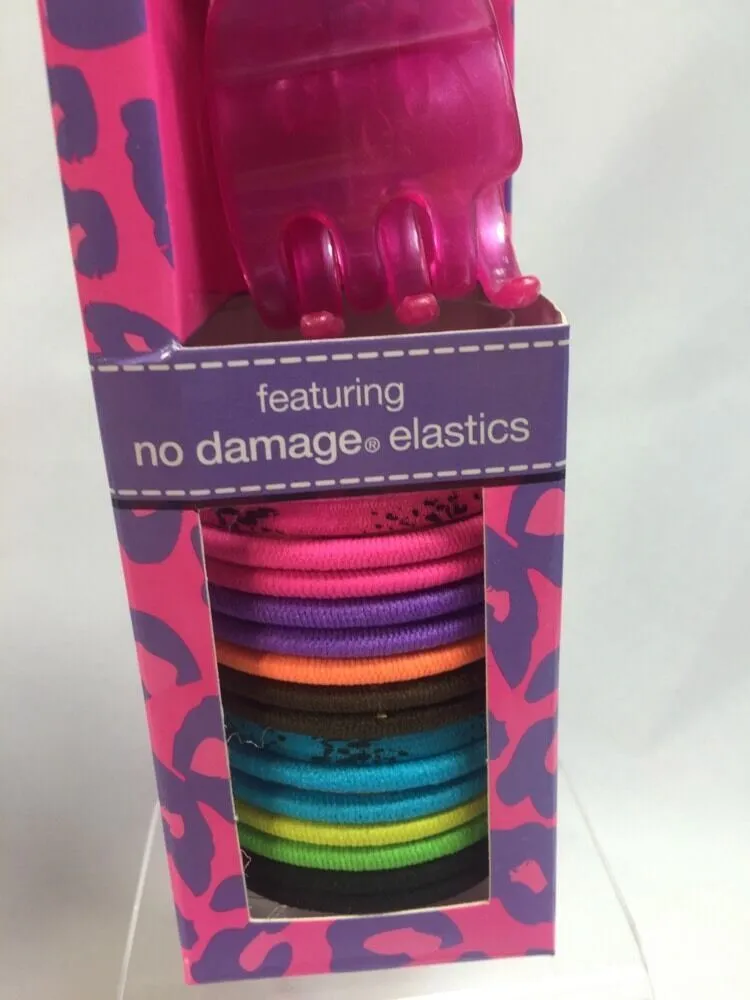 featuring
no damage® elastics